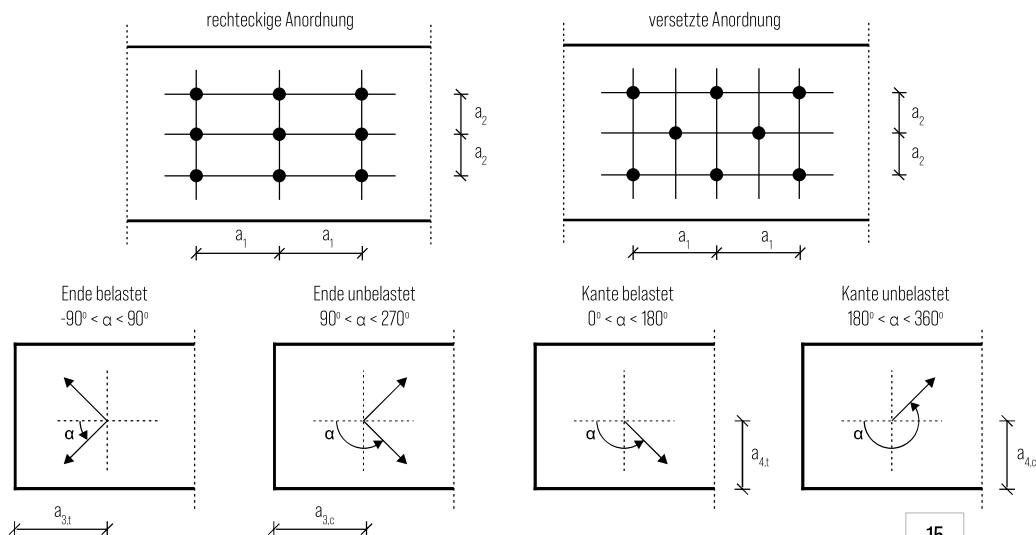 rechteckige Anordnung
versetzte Anordnung
a2
a2
a2
a2
a1
a1
a1
a1
Ende belastet
-90° < α < 90°
Ende unbelastet
90° < α < 270°
Kante belastet
0° < α < 180°
Kante unbelastet
180° < α < 360°
α
α
α
α
a4,t
a4,c
a3,t
a3,c
15